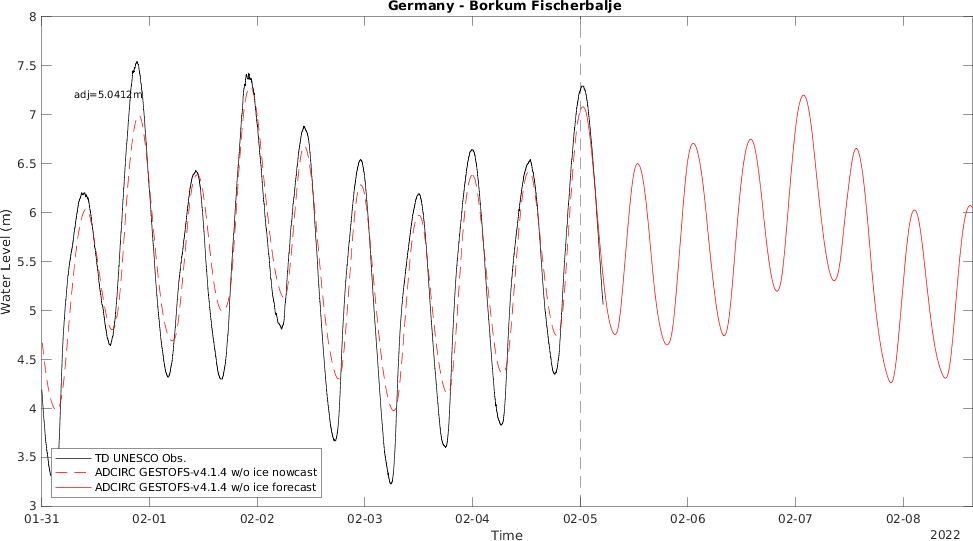 Germany - Borkum Fischerbalje
8
7.5
adj=5.0412m
7
6.5
6
5.5
5
4.5
4
3.5
3
Water Level (m)
TD UNESCO Obs.
ADCIRC GESTOFS-v4.1.4 w/o ice nowcast
ADCIRC GESTOFS-v4.1.4 w/o ice forecast
01-31 02-01 02-02 02-03 02-04 02-05 02-06 02-07 02-08
Time
2022